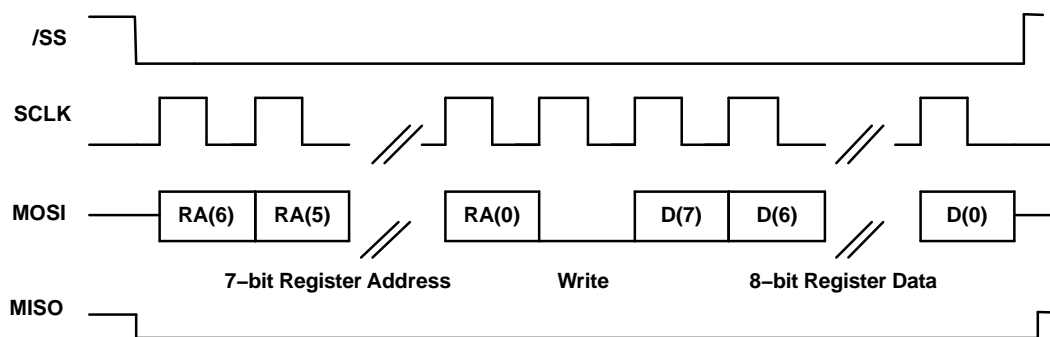 /SS
SCLK
MOSI RA(6) RA(5) RA(0) D(7) D(6) D(0)
7–bit Register Address Write 8–bit Register Data
MISO